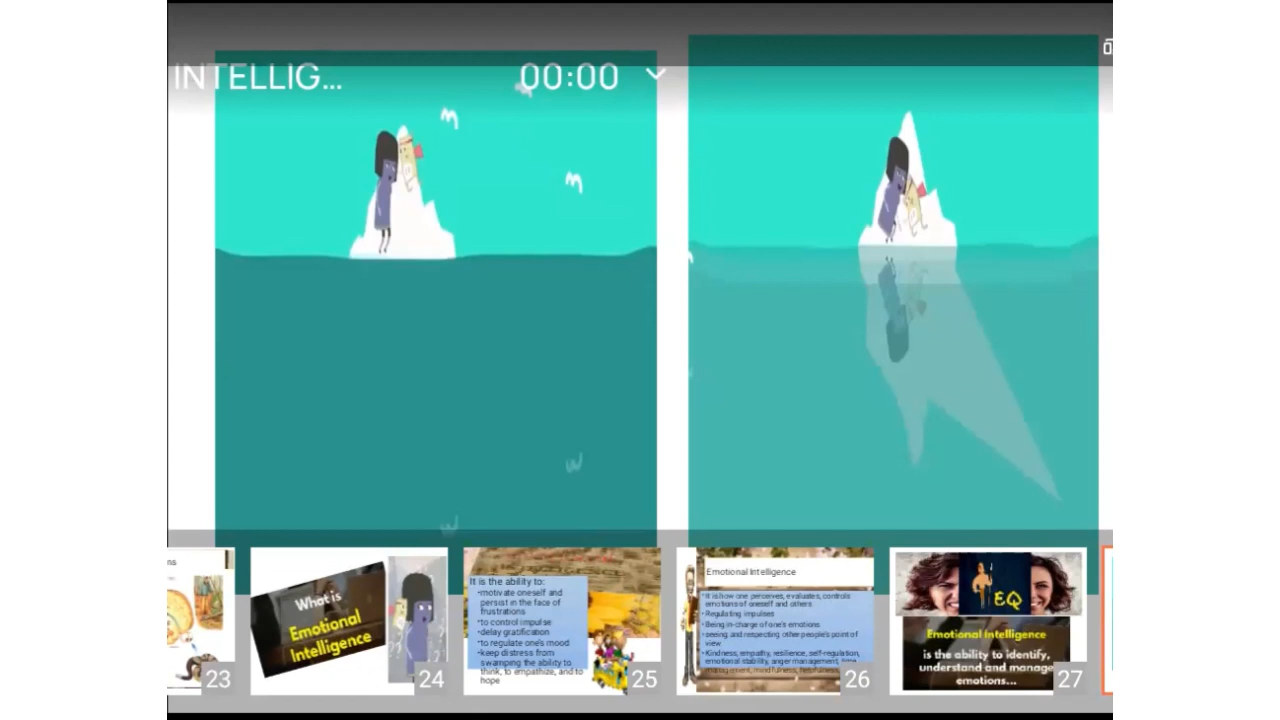 INTELLIG...
00:00
ns
23
What is
Emotional
Intelligence
24
It is the ability to:
•motivate oneself and
persist in the face of
frustrations
•to control impulse
•delay gratification
•to regulate one's mood
•keep distress from
swamping the ability to
think, to empathize, and to
hope
25
Emotional Intelligence
•It is how one perceives, evaluates, controls
emotions of oneself and others
•Regulating impulses
•Being in-charge of one's emotions
•seeing and respecting other people's point of
view
•Kindness, empathy, resilience, self-regulation,
emotional stability, anger management, time
management, mindfulness, helpfulness
26
EQ
Emotional Intelligence
is the ability to identify,
understand and manage
emotions...
27